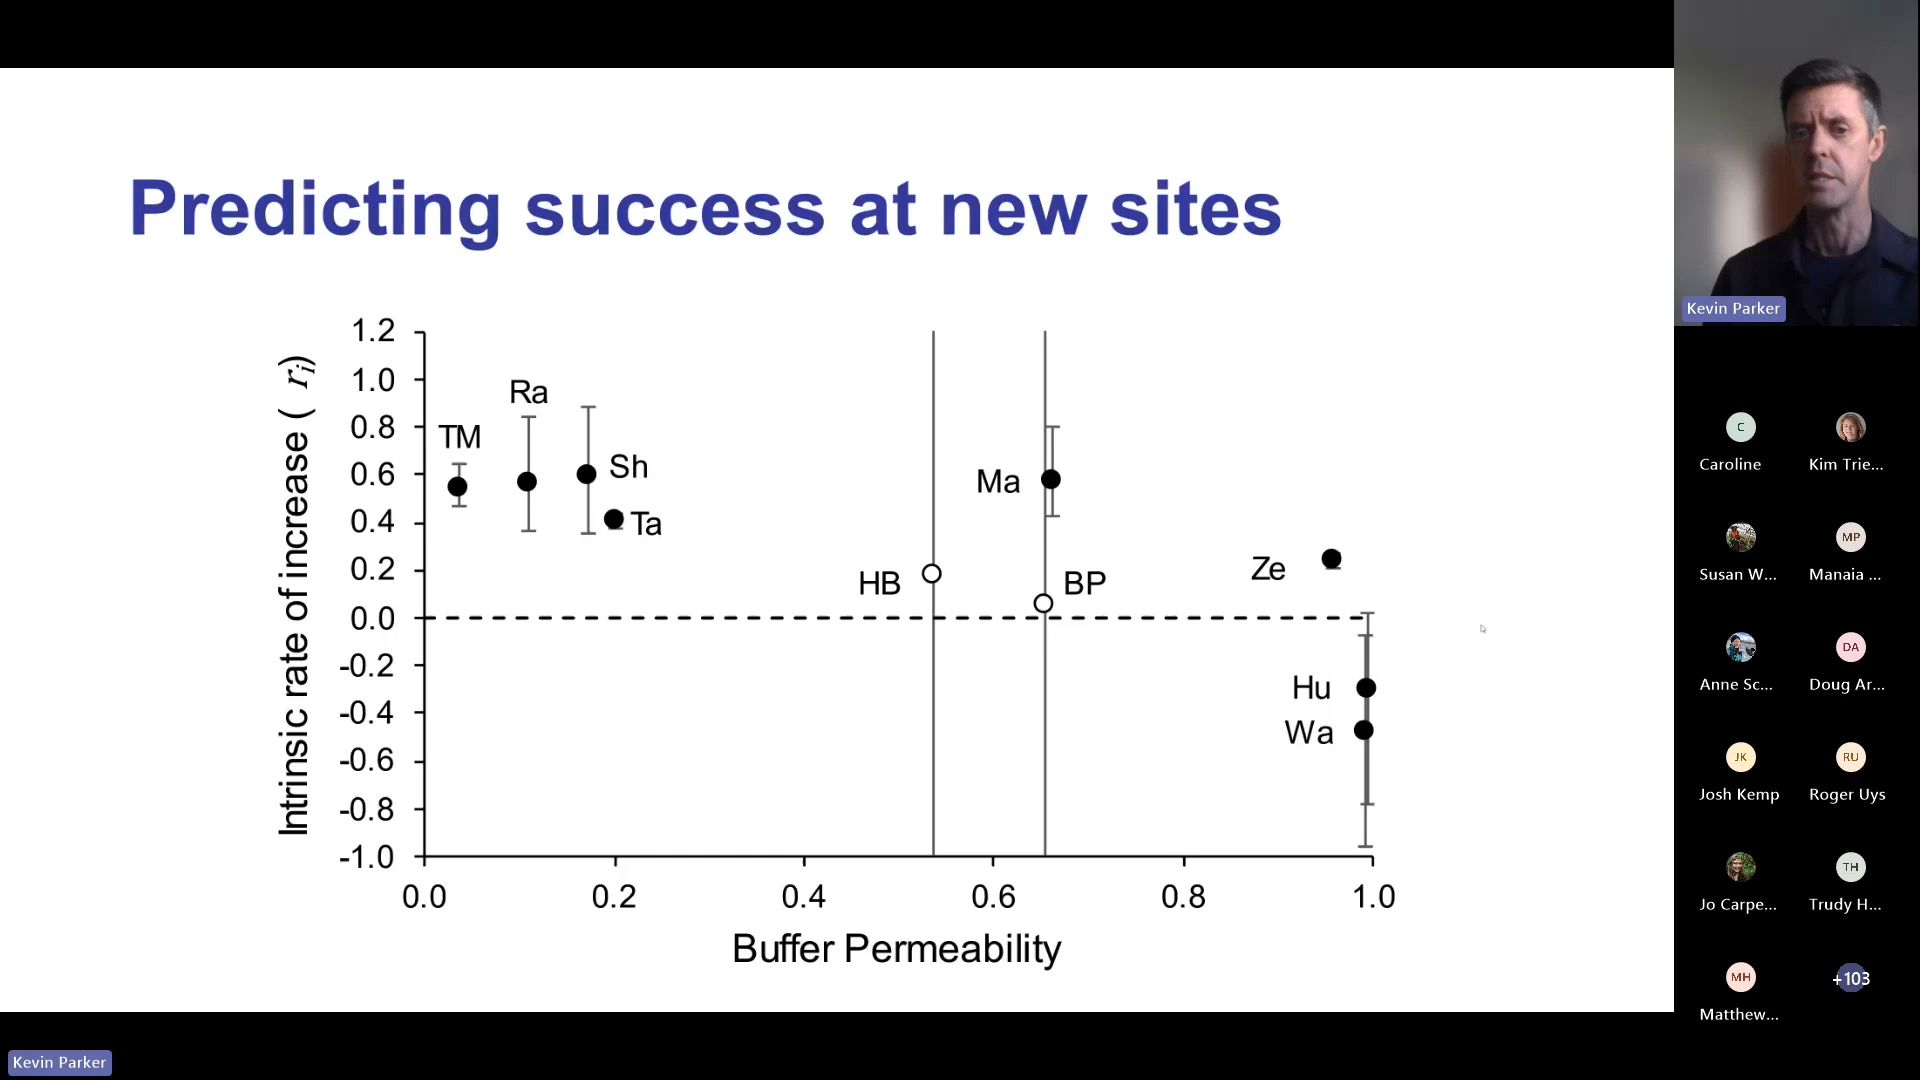 Predicting success at new sites
Intrinsic rate of increase ( ri)
1.2
1.0
0.8
0.6
0.4
0.2
0.0
-0.2
-0.4
-0.6
-0.8
-1.0
TM
Ra
Sh
Ta
HB
Ma
BP
Ze
Hu
Wa
0.0 0.2 0.4 0.6 0.8 1.0
Buffer Permeability
Kevin Parker
Kevin Parker
C
Caroline Kim Trie...
MP
Susan W... Manaia ...
DA
Anne Sc... Doug Ar...
JK RU
Josh Kemp Roger Uys
TH
Jo Carpe... Trudy H...
MH +103
Matthew...